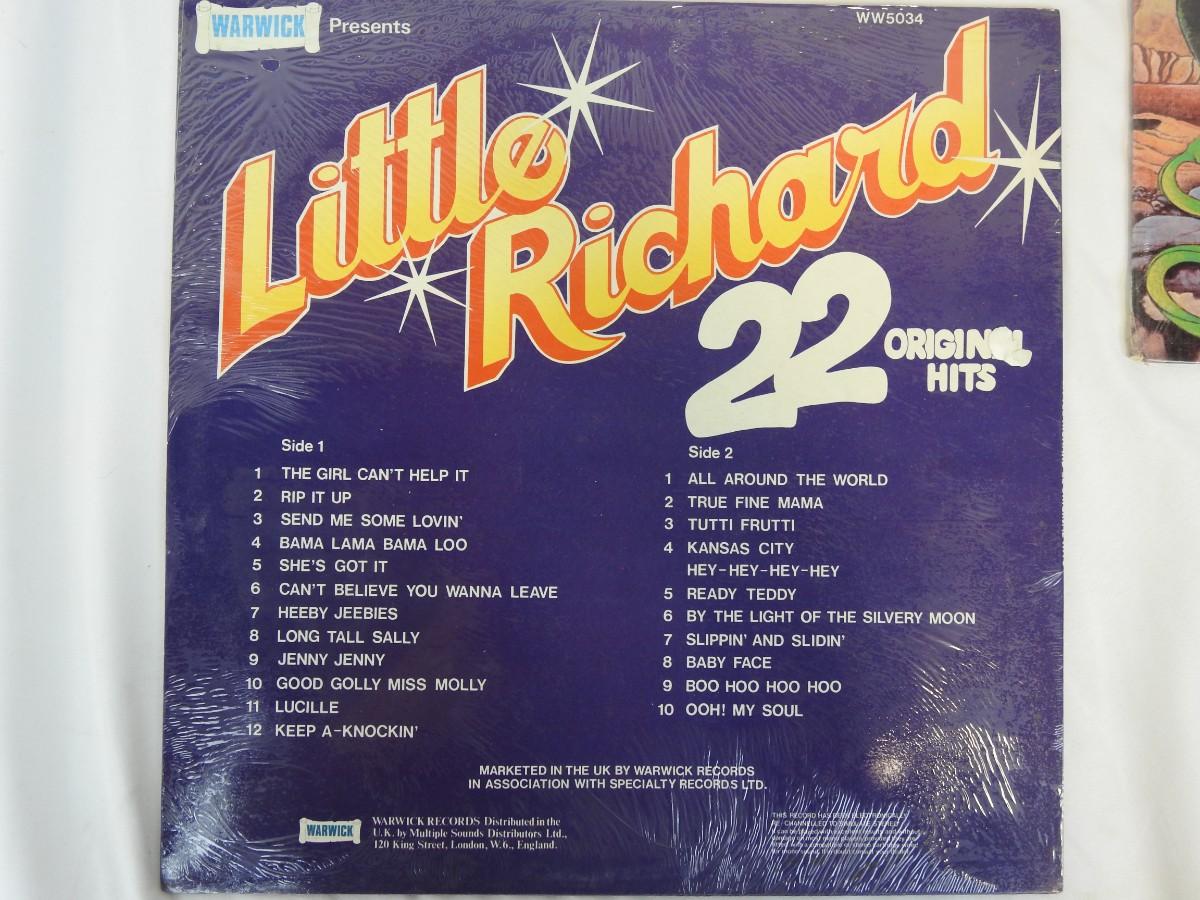 WARWICK Presents
WW5034
Little
Richard
22 ORIGINAL
HITS
Side 1
1 THE GIRL CAN'T HELP IT
2 RIP IT UP
3 SEND ME SOME LOVIN'
4 BAMA LAMA BAMA LOO
5 SHE'S GOT IT
6 CAN'T BELIEVE YOU WANNA LEAVE
7 HEEBY JEEBIES
8 LONG TALL SALLY
9 JENNY JENNY
10 GOOD GOLLY MISS MOLLY
11 LUCILLE
12 KEEP A-KNOCKIN'
Side 2
1 ALL AROUND THE WORLD
2 TRUE FINE MAMA
3 TUTTI FRUTTI
4 KANSAS CITY
HEY-HEY-HEY-HEY
5 READY TEDDY
6 BY THE LIGHT OF THE SILVERY MOON
7 SLIPPIN' AND SLIDIN'
8 BABY FACE
9 BOO HOO HOO HOO
10 OOH! MY SOUL
MARKETED IN THE UK BY WARWICK RECORDS
IN ASSOCIATION WITH SPECIALTY RECORDS LTD.
WARWICK
WARWICK RECORDS Distributed in the
U.K. by Multiple Sounds Distributors Ltd.,
120 King Street, London, W.6., England.
THIS RECORD HAS BEEN ELECTRONICALLY